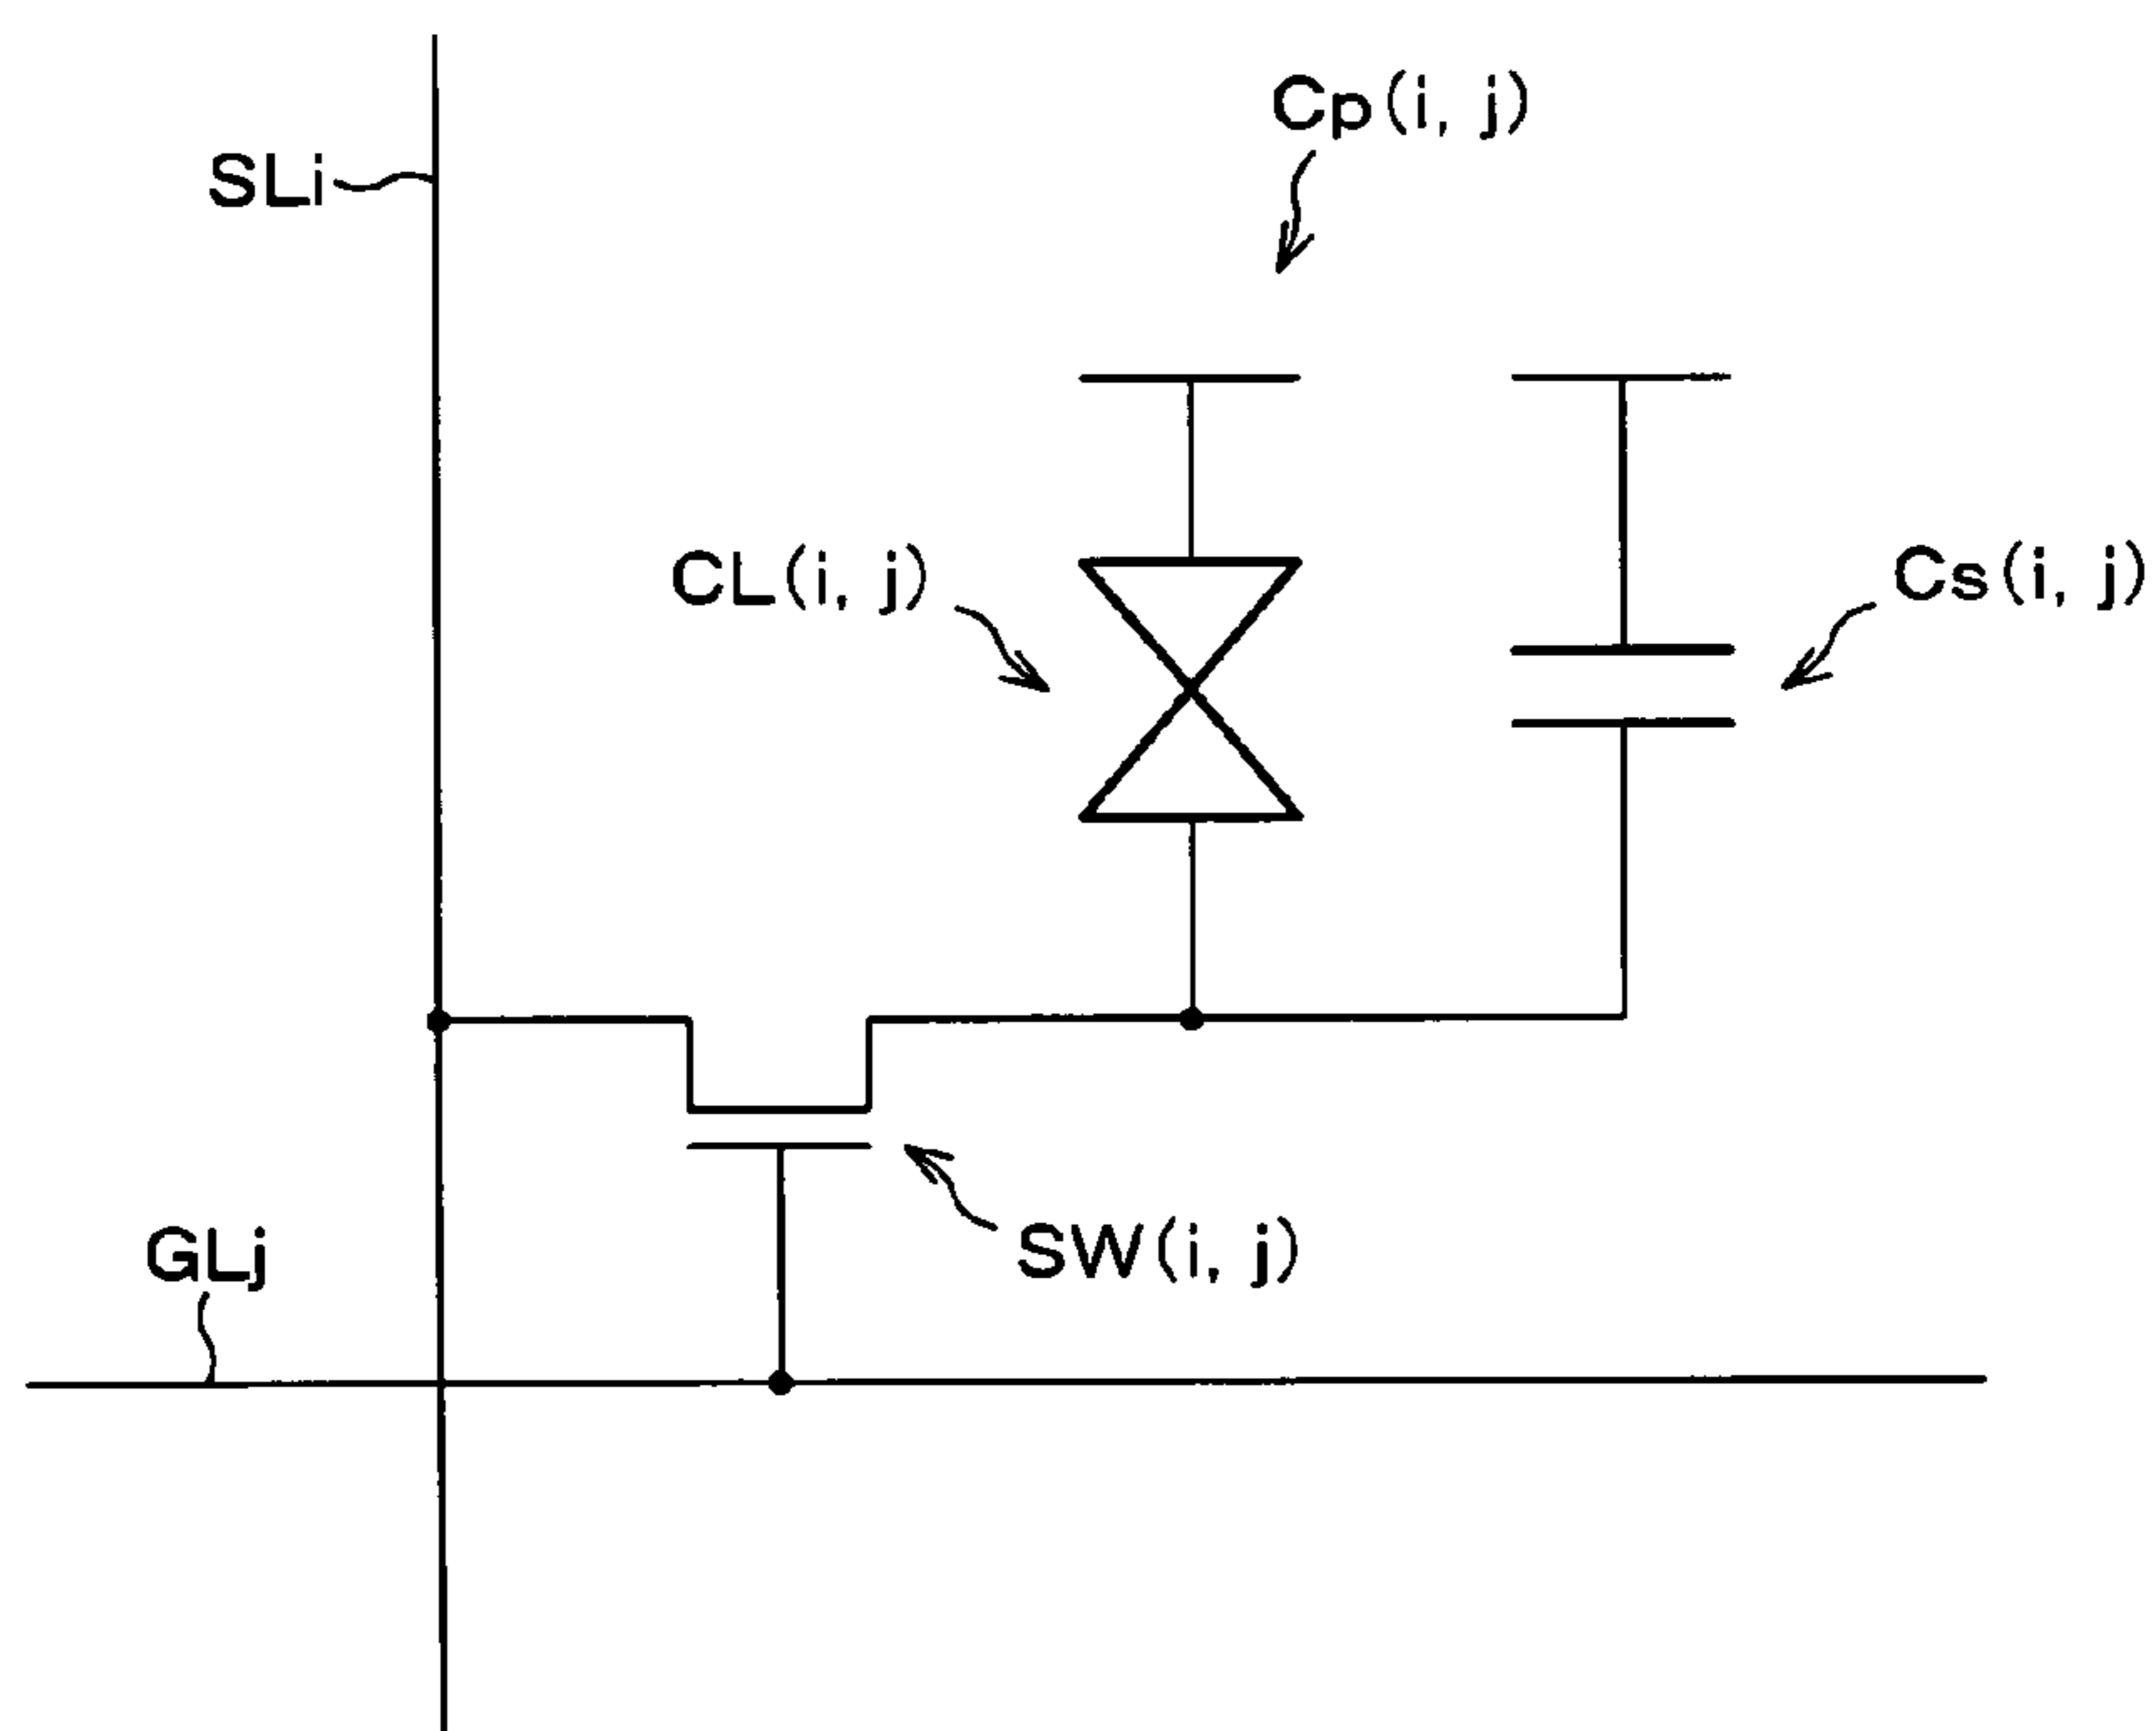 Cp(i, j)
SLi
CL(i, j)
Cs(i, j)
GLj
SW(i, j)